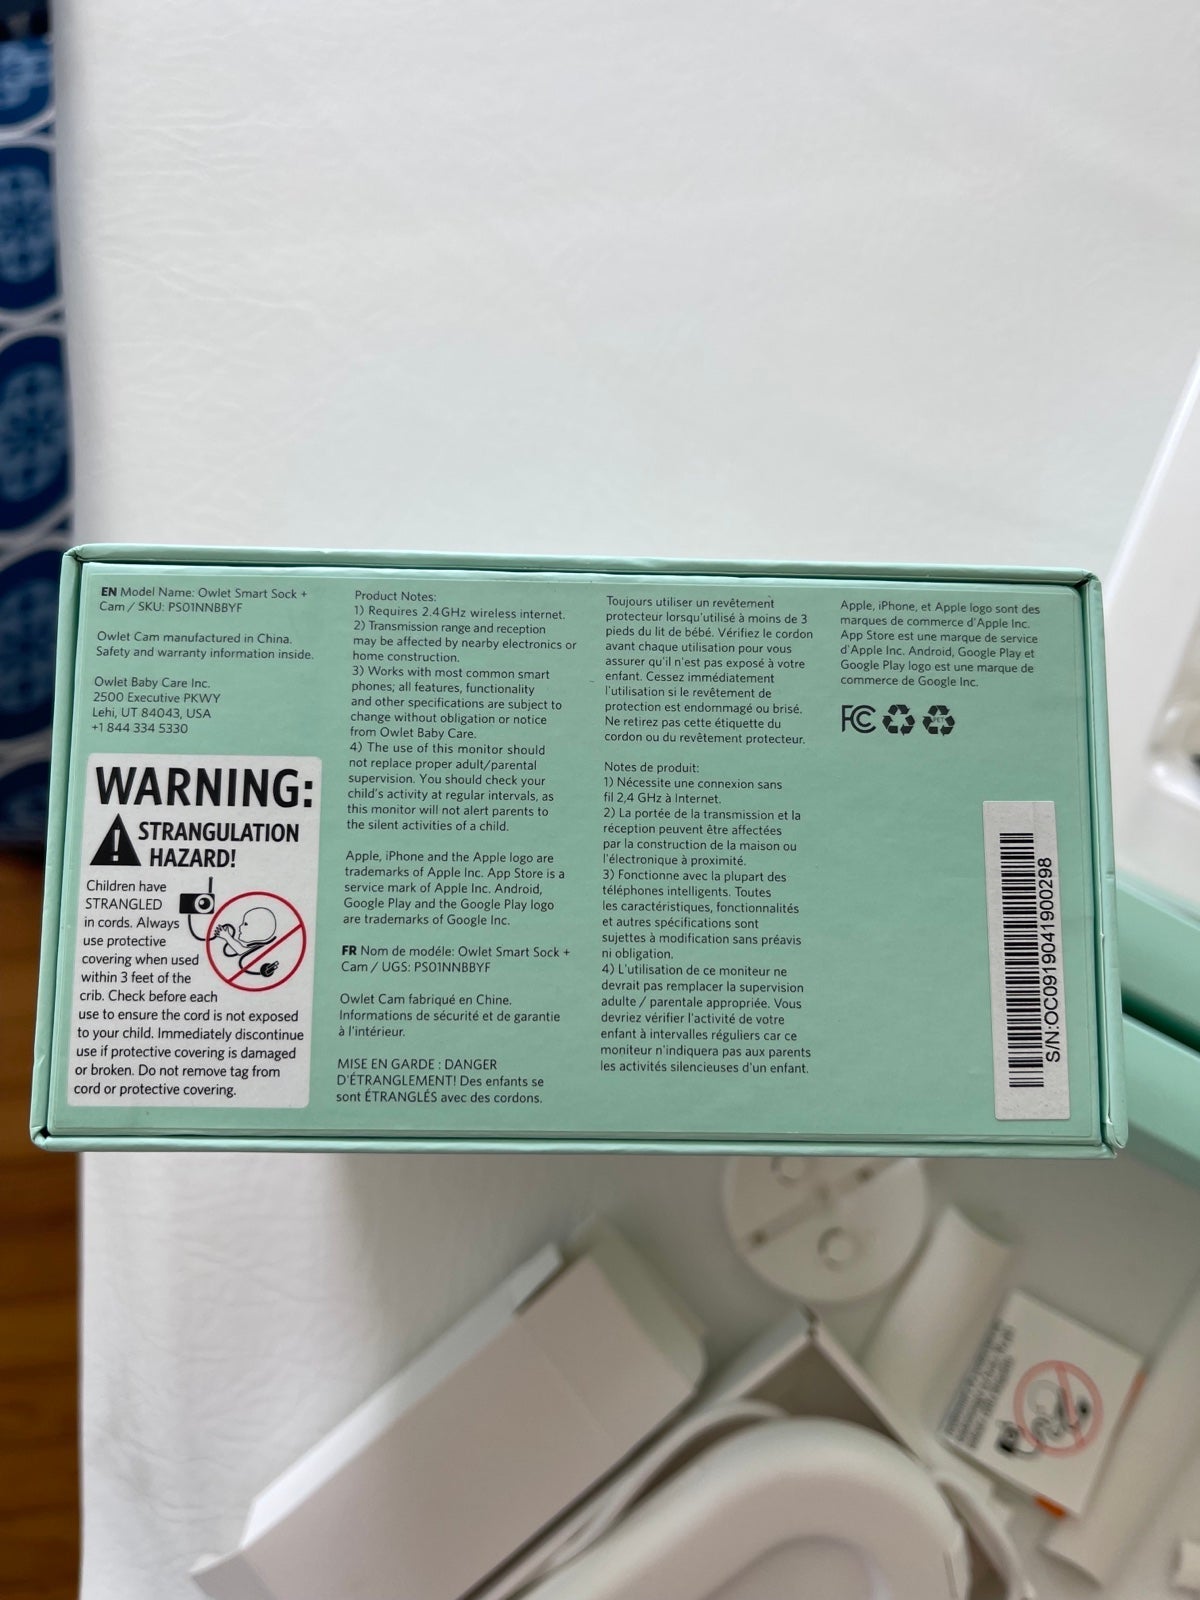 EN Model Name: Owlet Smart Sock +
Cam / SKU: PS01NNBBYF
Owlet Cam manufactured in China.
Safety and warranty information inside.
Owlet Baby Care Inc.
2500 Executive PKWY
Lehi, UT 84043, USA
+1 844 334 5330
WARNING:
STRANGULATION
HAZARD!
Children have
STRANGLED
in cords. Always
use protective
covering when used
within 3 feet of the
crib. Check before each
use to ensure the cord is not exposed
to your child. Immediately discontinue
use if protective covering is damaged
or broken. Do not remove tag from
cord or protective covering.
Product Notes:
1) Requires 2.4GHz wireless internet.
2) Transmission range and reception
may be affected by nearby electronics or
home construction.
3) Works with most common smart
phones; all features, functionality
and other specifications are subject to
change without obligation or notice
from Owlet Baby Care.
4) The use of this monitor should
not replace proper adult/parental
supervision. You should check your
child's activity at regular intervals, as
this monitor will not alert parents to
the silent activities of a child.
Apple, iPhone and the Apple logo are
trademarks of Apple Inc. App Store is a
service mark of Apple Inc. Android,
Google Play and the Google Play logo
are trademarks of Google Inc.
FR Nom de modéle: Owlet Smart Sock +
Cam / UGS: PS01NNBBYF
Owlet Cam fabriqué en Chine.
Informations de sécurité et de garantie
à l'intérieur.
MISE EN GARDE : DANGER
D'ÉTRANGLEMENT! Des enfants se
sont ÉTRANGLÉS avec des cordons.
Toujours utiliser un revêtement
protecteur lorsqu'utilisé à moins de 3
pieds du lit de bébé. Vérifiez le cordon
avant chaque utilisation pour vous
assurer qu'il n'est pas exposé à votre
enfant. Cessez immédiatement
l'utilisation si le revêtement de
protection est endommagé ou brisé.
Ne retirez pas cette étiquette du
cordon ou du revêtement protecteur.
Notes de produit:
1) Nécessite une connexion sans
fil 2,4 GHz à Internet.
2) La portée de la transmission et la
réception peuvent être affectées
par la construction de la maison ou
l'électronique à proximité.
3) Fonctionne avec la plupart des
téléphones intelligents. Toutes
les caractéristiques, fonctionnalités
et autres spécifications sont
sujettes à modification sans préavis
ni obligation.
4) L'utilisation de ce moniteur ne
devrait pas remplacer la supervision
adulte / parentale appropriée. Vous
devriez vérifier l'activité de votre
enfant à intervalles réguliers car ce
moniteur n'indiquera pas aux parents
les activités silencieuses d'un enfant.
Apple, iPhone, et Apple logo sont des
marques de commerce d'Apple Inc.
App Store est une marque de service
d'Apple Inc. Android, Google Play et
Google Play logo est une marque de
commerce de Google Inc.
FC
PET
S/N:OC0919041900298